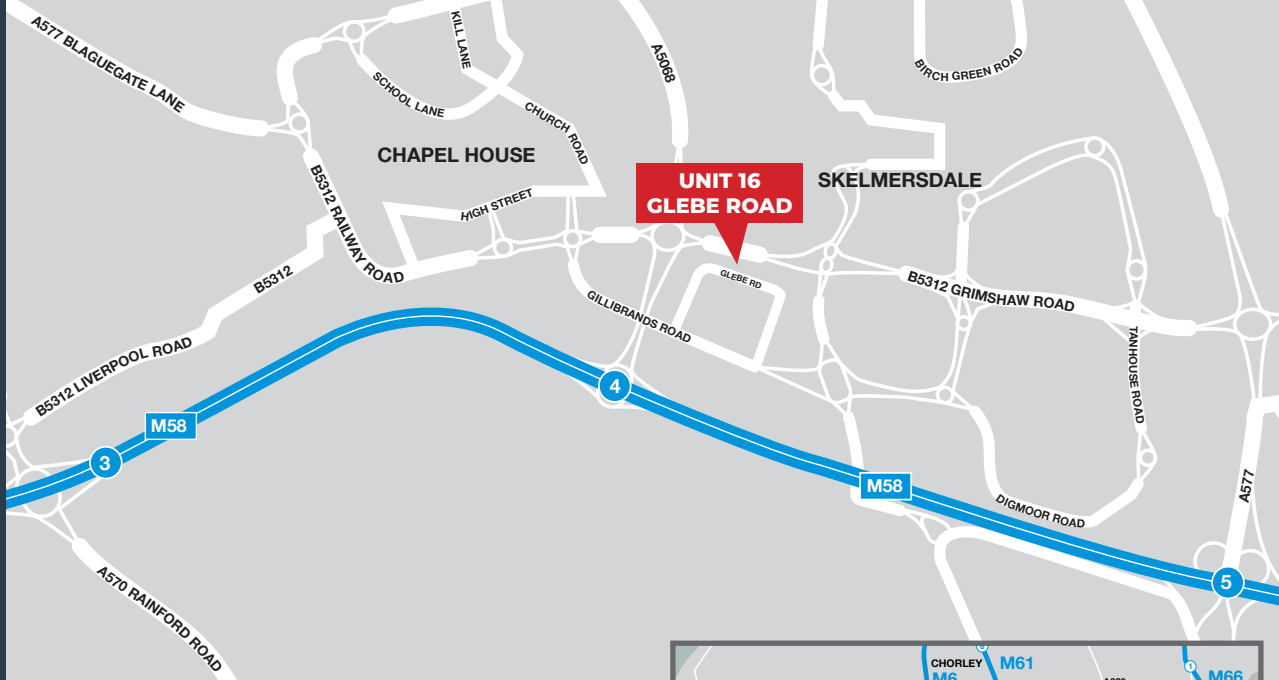 A577 BLAGUEGATE LANE
KILL LANE
SCHOOL LANE
A5068
BIRCH GREEN ROAD
CHURCH ROAD
CHAPEL HOUSE
UNIT 16
GLEBE ROAD
SKELMERSDALE
B5312 RAILWAY ROAD
HIGH STREET
B5312
GLEBE RD
B5312 GRIMSHAW ROAD
GILLIBRANDS ROAD
TANHOUSE ROAD
B5312 LIVERPOOL ROAD
4
M58
3
M58
A577
DIGMOOR ROAD
5
A570 RAINFORD ROAD
CHORLEY
M61
M6
8
1
M66